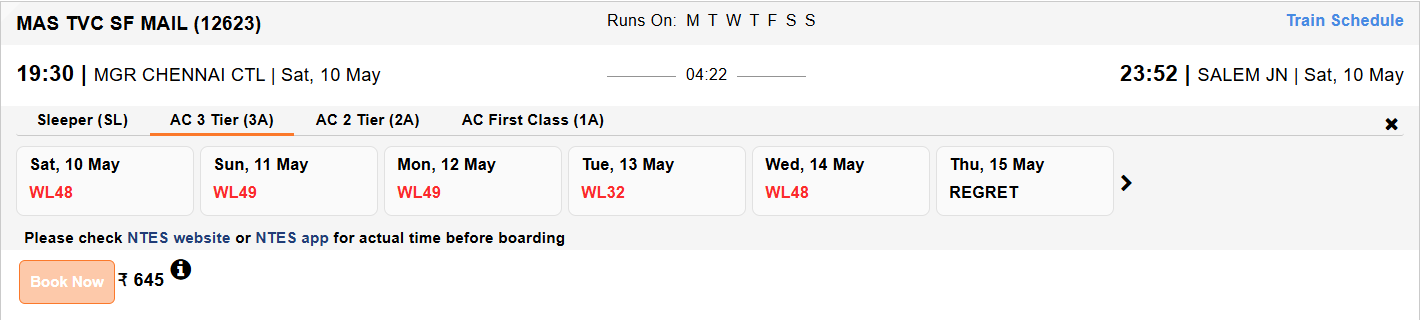 MAS TVC SF MAIL (12623) Runs On: M T W T F S S Train Schedule
19:30 | MGR CHENNAI CTL | Sat, 10 May 04:22 23:52 | SALEM JN | Sat, 10 May
Sleeper (SL) AC 3 Tier (3A) AC 2 Tier (2A) AC First Class (1A)
Sat, 10 May Sun, 11 May Mon, 12 May Tue, 13 May Wed, 14 May Thu, 15 May
WL48 WL49 WL49 WL32 WL48 REGRET
Please check NTES website or NTES app for actual time before boarding
Book Now ₹ 645